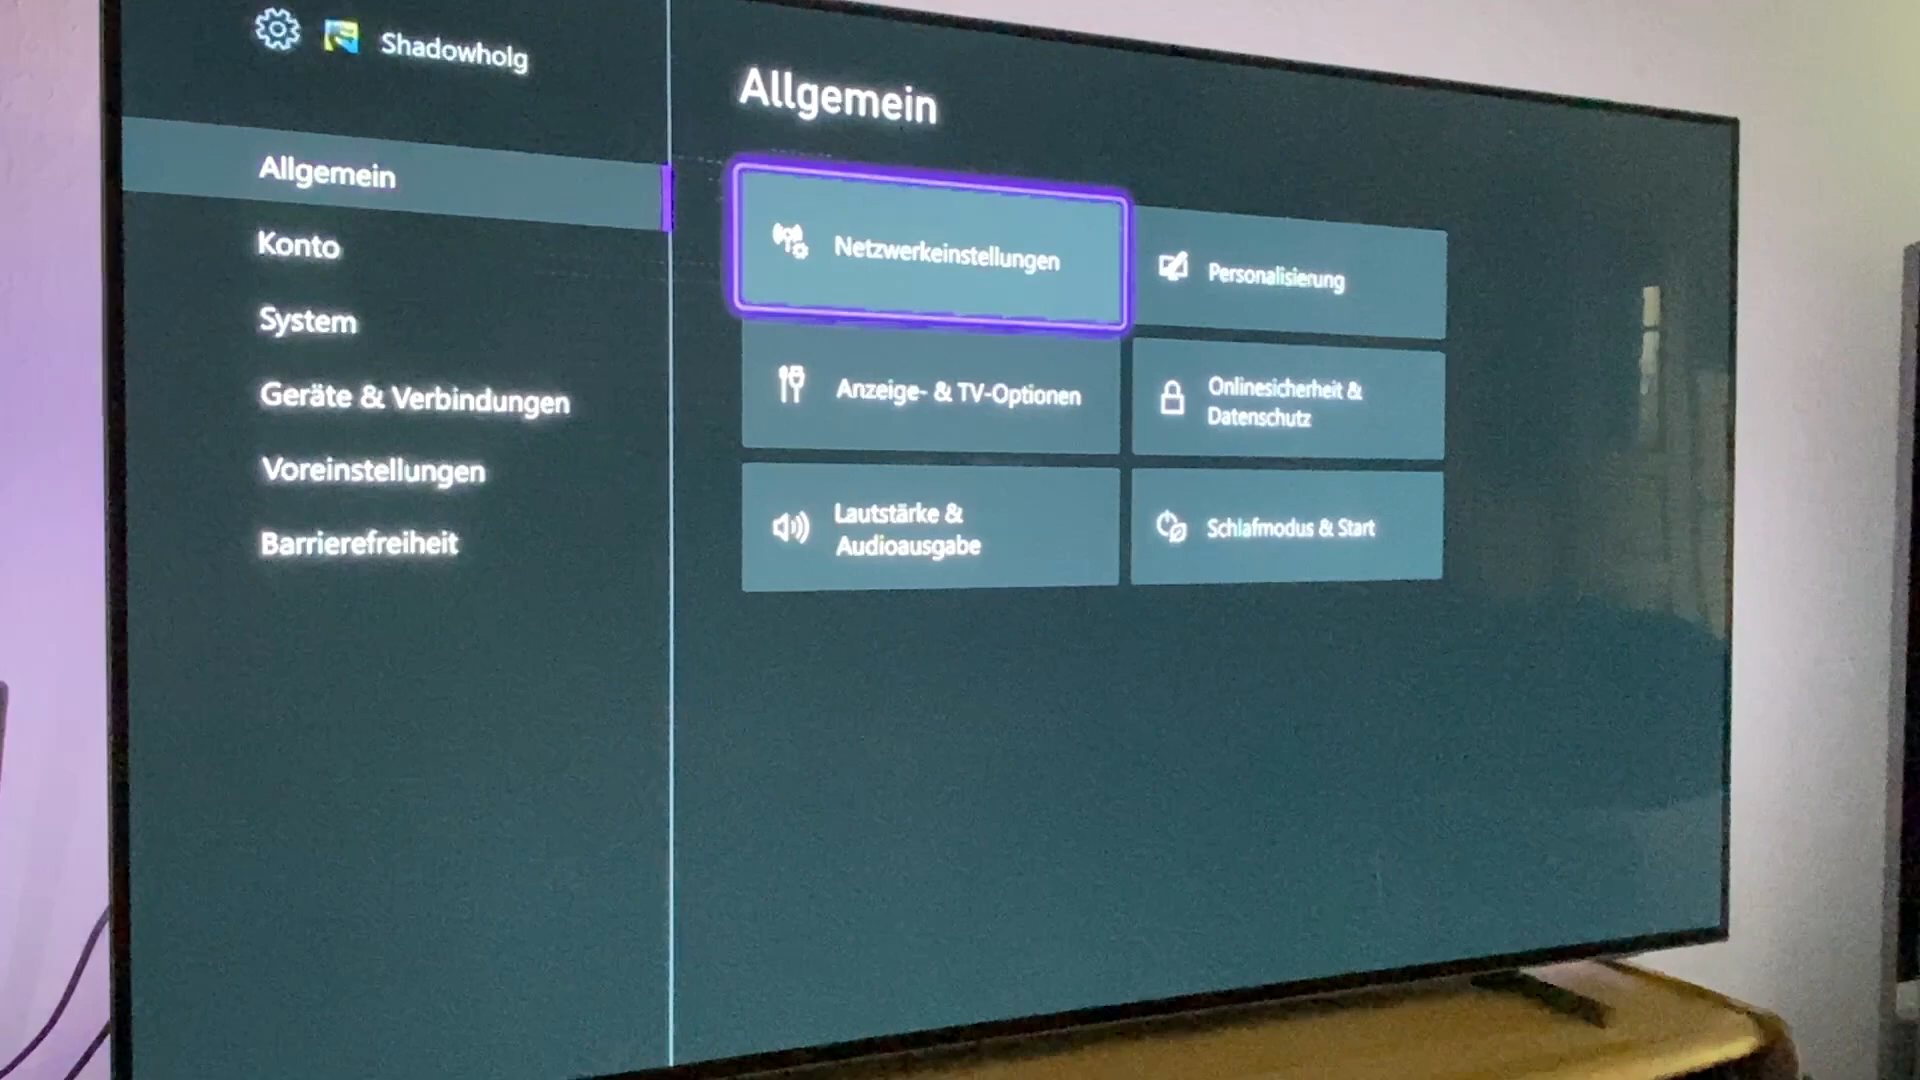 Shadowholg
Allgemein
Konto
System
Geräte & Verbindungen
Voreinstellungen
Barrierefreiheit
Allgemein
Netzwerkeinstellungen
Personalisierung
Anzeige- & TV-Optionen
Onlinesicherheit &
Datenschutz
Lautstärke &
Audioausgabe
Schlafmodus & Start